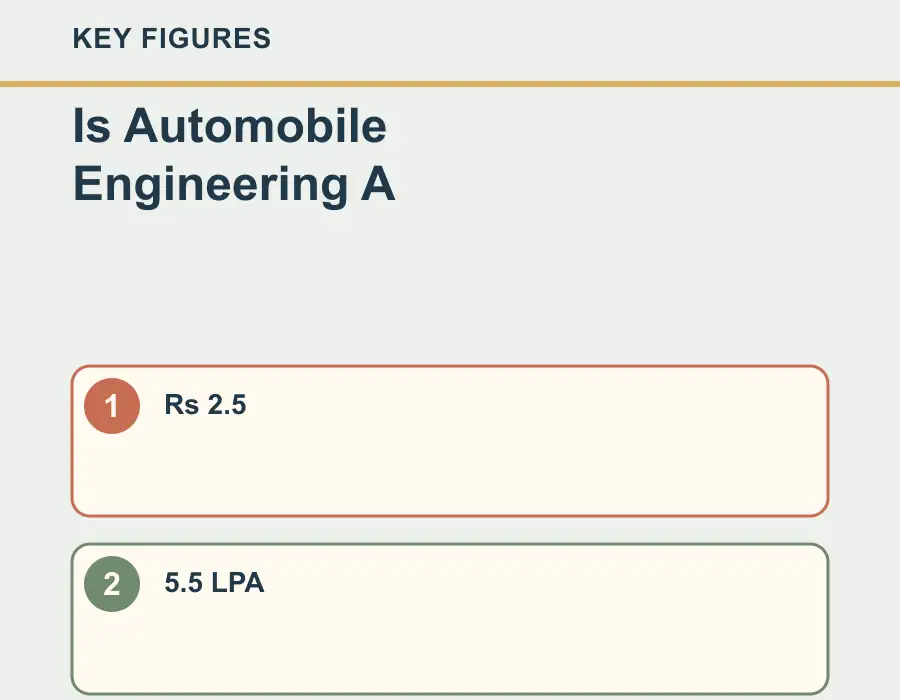 KEY FIGURES
Is Automobile
Engineering A
1
Rs 2.5
2
5.5 LPA